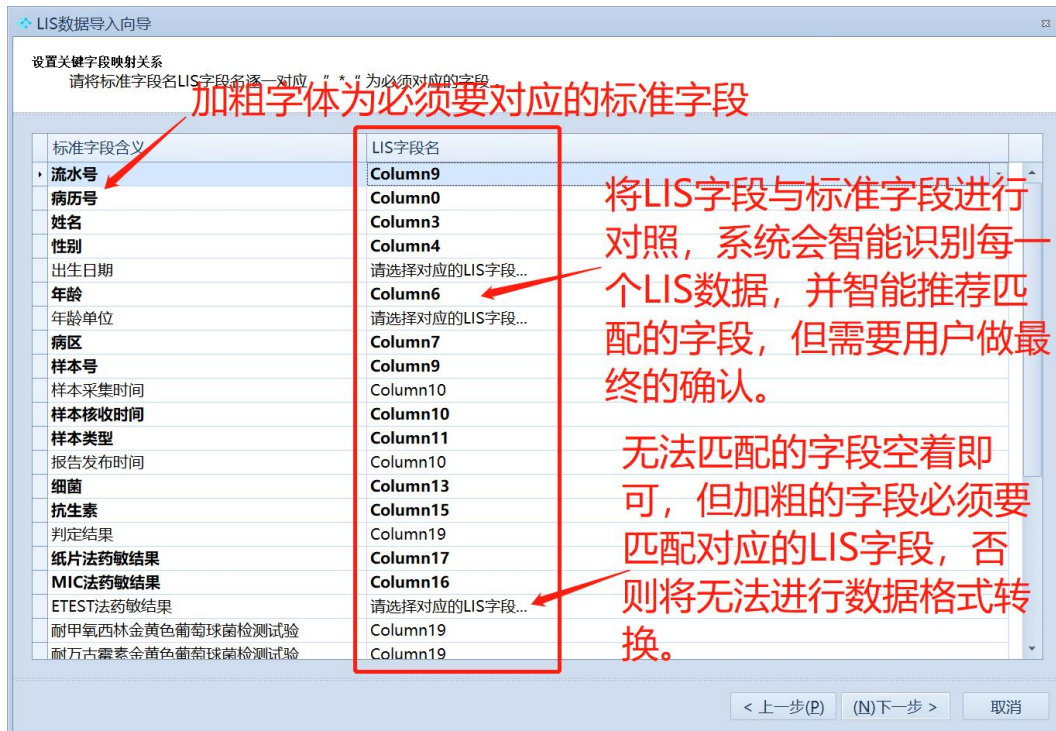 LIS数据导入向导
设置关键字段映射关系
请将标准字段名LIS字段名逐一对应，＂*＂为必须对应的字段。
加粗字体为必须要对应的标准字段
标准字段含义 LIS字段名
流水号 Column9
病历号 Column0
姓名 Column3
性别 Column4
出生日期 请选择对应的LIS字段...
年龄 Column6
年龄单位 请选择对应的LIS字段...
病区 Column7
样本号 Column9
样本采集时间 Column10
样本核收时间 Column10
样本类型 Column11
报告发布时间 Column10
细菌 Column13
抗生素 Column15
判定结果 Column19
纸片法药敏结果 Column17
MIC法药敏结果 Column16
ETEST法药敏结果 请选择对应的LIS字段...
耐甲氧西林金黄色葡萄球菌检测试验 Column19
耐万古霉素金黄色葡萄球菌检测试验 Column19
将LIS字段与标准字段进行
对照，系统会智能识别每一
个LIS数据，并智能推荐匹
配的字段，但需要用户做最
终的确认。
无法匹配的字段空着即
可，但加粗的字段必须要
匹配对应的LIS字段，否
则将无法进行数据格式转
换。
< 上一步(P) (N)下一步 > 取消